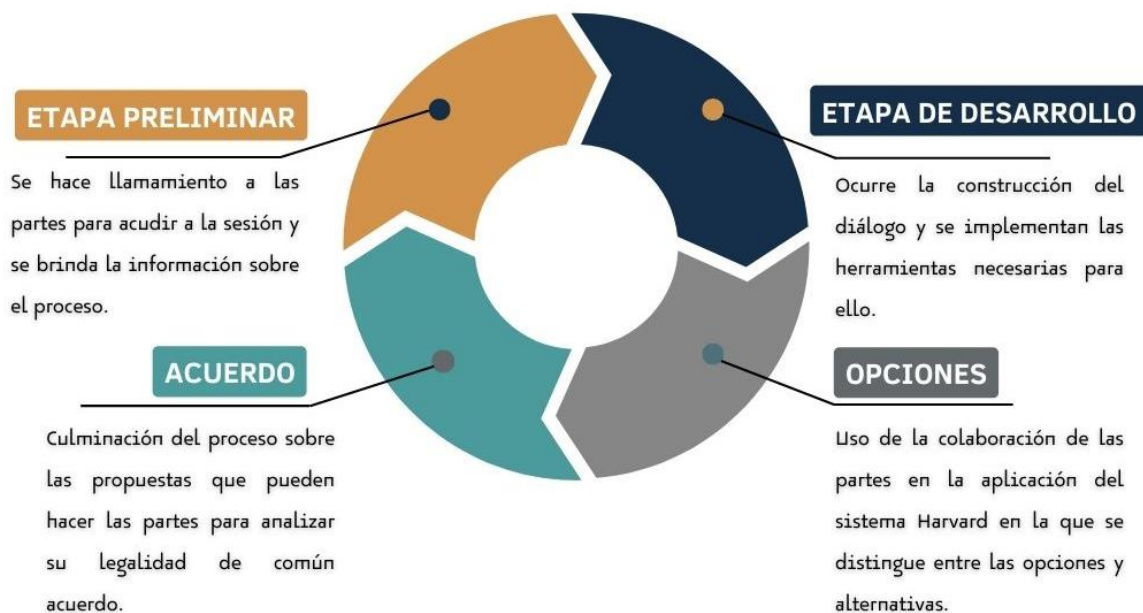 ETAPA PRELIMINAR
Se hace llamamiento a las
partes para acudir a la sesión y
se brinda la información sobre
el proceso.
ETAPA DE DESARROLLO
Ocurre la construcción del
diálogo y se implementan las
herramientas necesarias para
ello.
ACUERDO
Culminación del proceso sobre
las propuestas que pueden
hacer las partes para analizar
su legalidad de común
acuerdo.
OPCIONES
Uso de la colaboración de las
partes en la aplicación del
sistema Harvard en la que se
distingue entre las opciones y
alternativas.